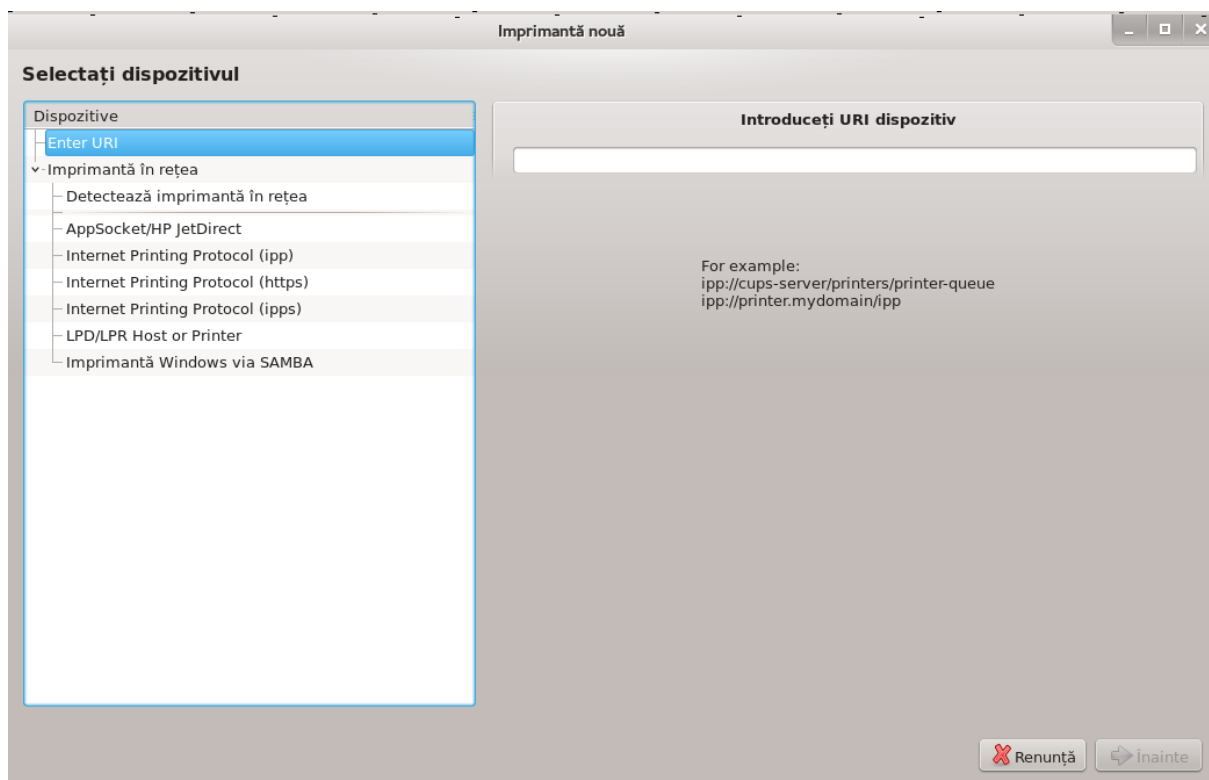 Imprimantă nouă
Selectați dispozitivul
Dispozitive
Enter URI
Imprimantă în rețea
Detectează imprimantă în rețea
AppSocket/HP JetDirect
Internet Printing Protocol (ipp)
Internet Printing Protocol (https)
Internet Printing Protocol (ipps)
LPD/LPR Host or Printer
Imprimantă Windows via SAMBA
Introduceți URI dispozitiv
For example:
ipp://cups-server/printers/printer-queue
ipp://printer.mydomain/ipp
Renunță
Înainte